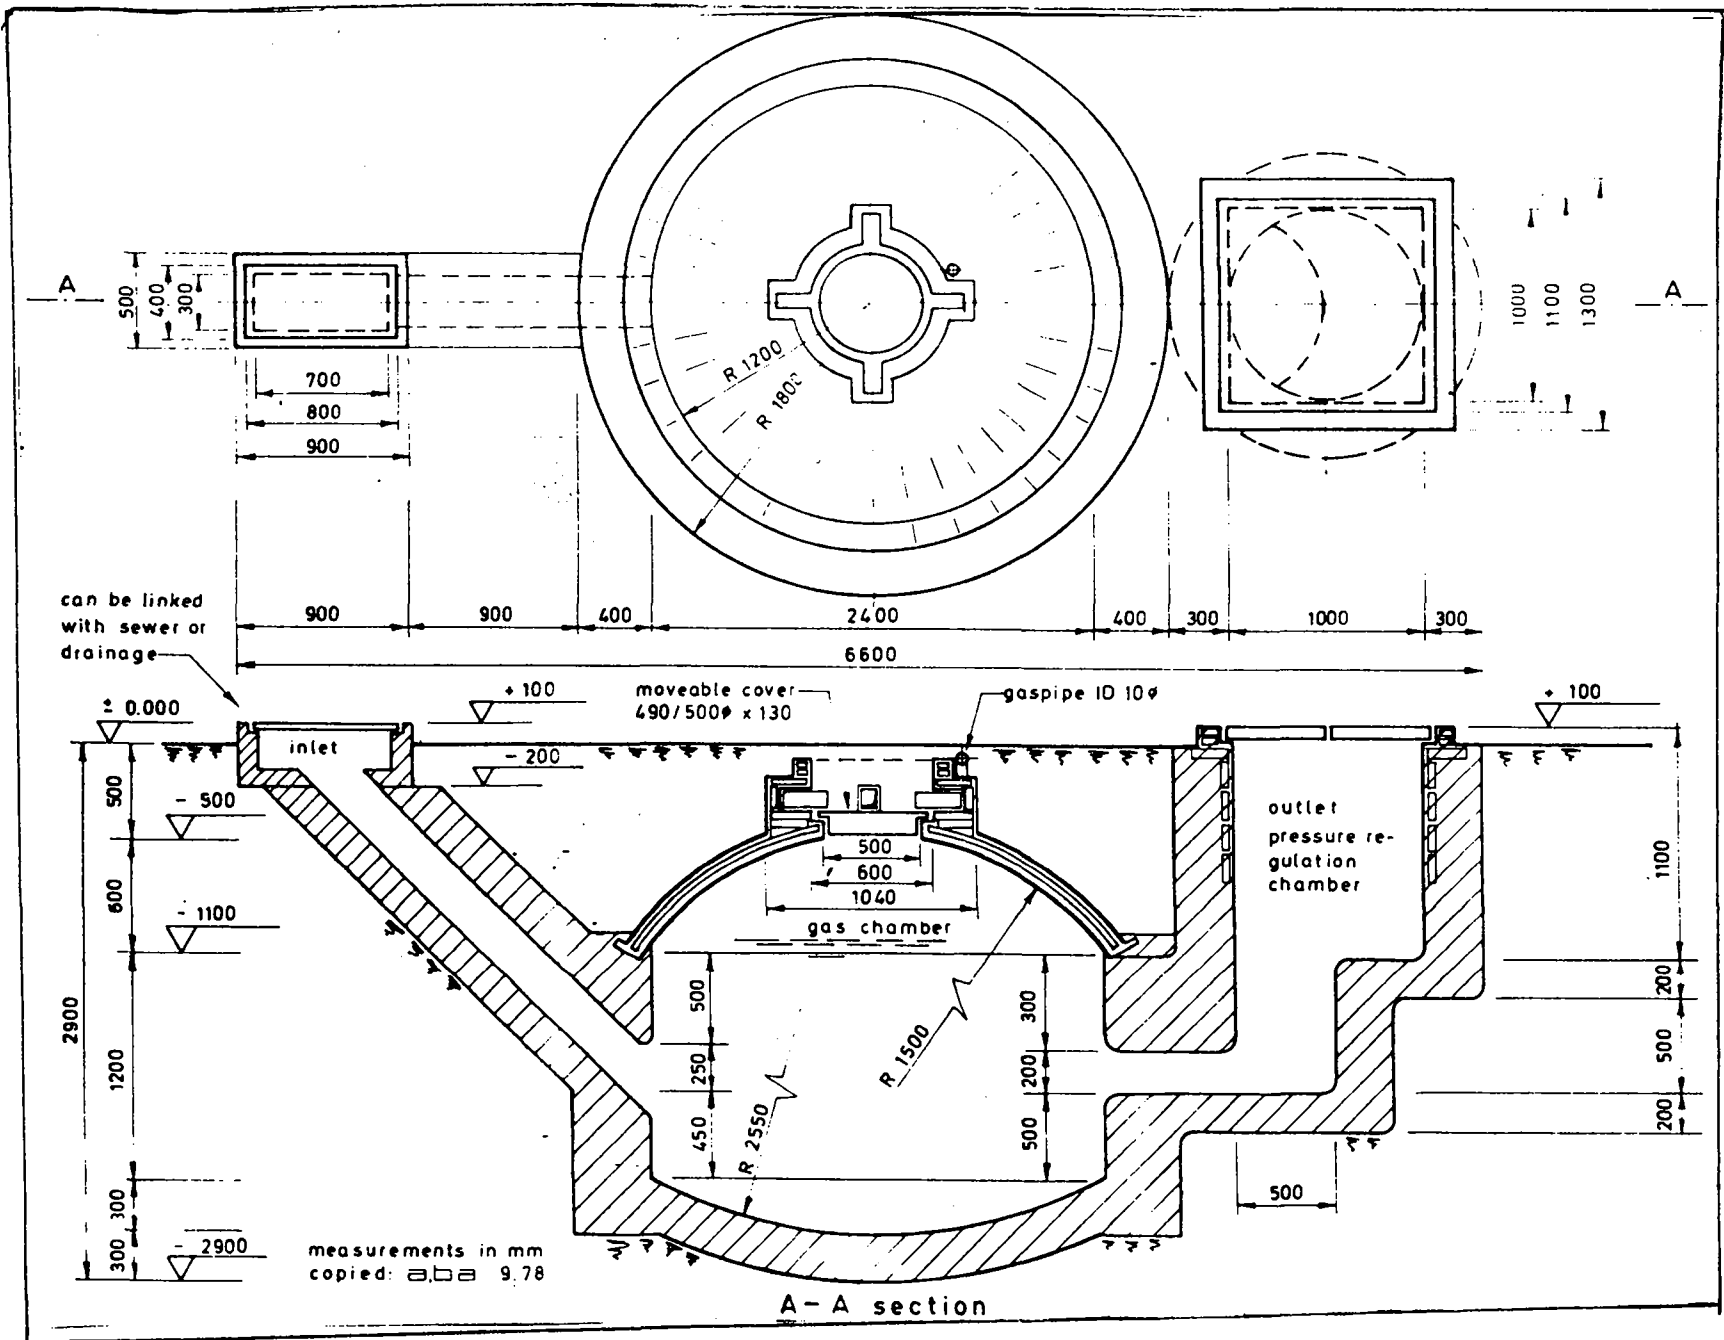 A
500
400
300
700
800
900
R 1200
R 1800
1000
1100
1300
A
can be linked
with sewer or
drainage
900
900
400
2400
400
300
1000
300
6600
± 0.000
+ 100
moveable cover
490/500φ x 130
gaspipe ID 10φ
+ 100
inlet
- 200
500
- 500
600
- 1100
2900
1200
300
300
- 2900
500
600
1040
gas chamber
outlet
pressure re-
gulation
chamber
1100
200
500
200
500
250
450
R 2550
R 1500
300
200
500
500
measurements in mm
copied: a,ba 9.78
A-A section